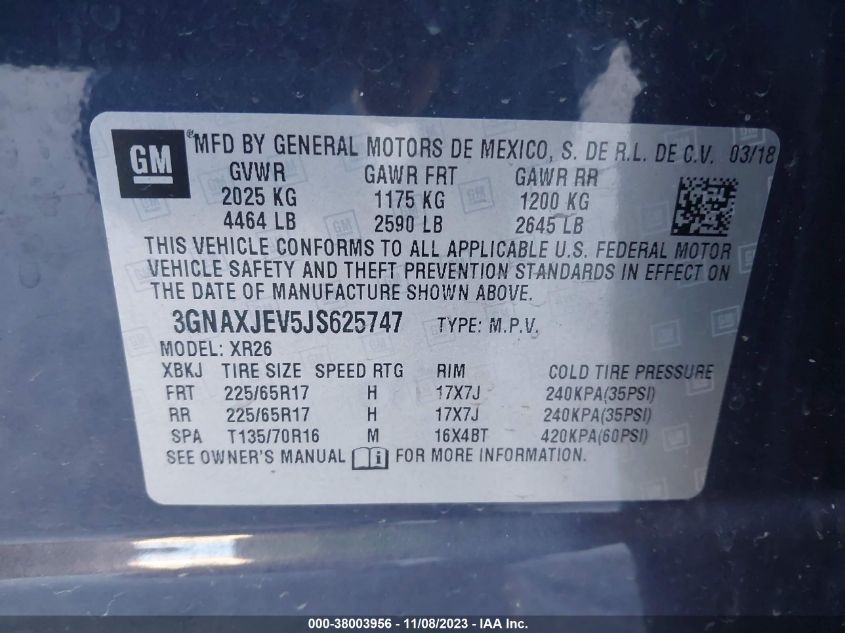 GM
® MFD BY GENERAL MOTORS DE MEXICO, S. DE R.L. DE C.V. 03/18
GVWR GAWR FRT GAWR RR
2025 KG 1175 KG 1200 KG
4464 LB 2590 LB 2645 LB
THIS VEHICLE CONFORMS TO ALL APPLICABLE U.S. FEDERAL MOTOR
VEHICLE SAFETY AND THEFT PREVENTION STANDARDS IN EFFECT ON
THE DATE OF MANUFACTURE SHOWN ABOVE.
3GNAXJEV5JS625747 TYPE: M.P.V.
MODEL: XR26
XBKJ TIRE SIZE SPEED RTG RIM COLD TIRE PRESSURE
FRT 225/65R17 H 17X7J 240KPA(35PSI)
RR 225/65R17 H 17X7J 240KPA(35PSI)
SPA T135/70R16 M 16X4BT 420KPA(60PSI)
SEE OWNER'S MANUAL i FOR MORE INFORMATION.
000-38003956 - 11/08/2023 - IAA Inc.